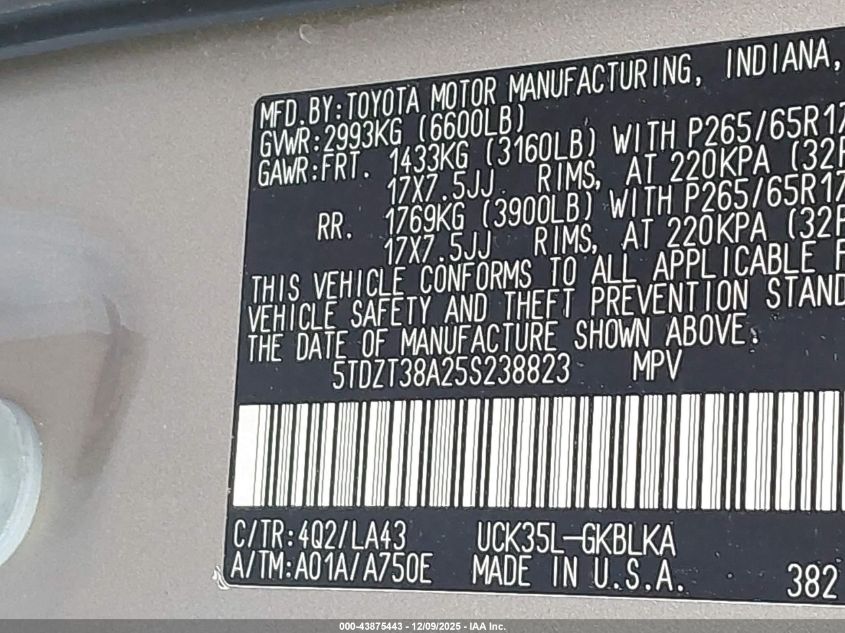 MFD. BY: TOYOTA MOTOR MANUFACTURING, INDIANA,
GVWR: 2993KG (6600LB)
GAWR: FRT. 1433KG (3160LB) WITH P265/65R17
17X7.5JJ RIMS, AT 220KPA (32P
RR. 1769KG (3900LB) WITH P265/65R17
17X7.5JJ RIMS, AT 220KPA (32P
THIS VEHICLE CONFORMS TO ALL APPLICABLE F
VEHICLE SAFETY AND THEFT PREVENTION STAND
THE DATE OF MANUFACTURE SHOWN ABOVE.
5TDZT38A25S238823 MPV
C/TR: 4Q2/LA43 UCK35L-GKBLKA
A/TM: A01A/A750E MADE IN U.S.A. 382
000-43875443 - 12/09/2025 - IAA Inc.